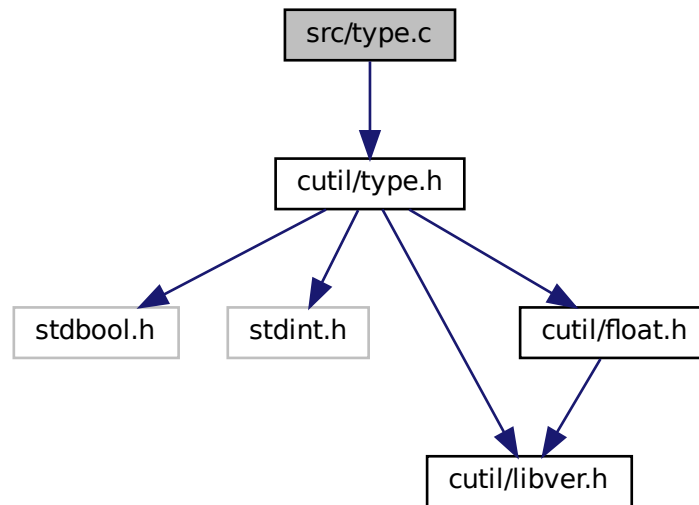 src/type.c
cutil/type.h
stdbool.h
stdint.h
cutil/float.h
cutil/libver.h